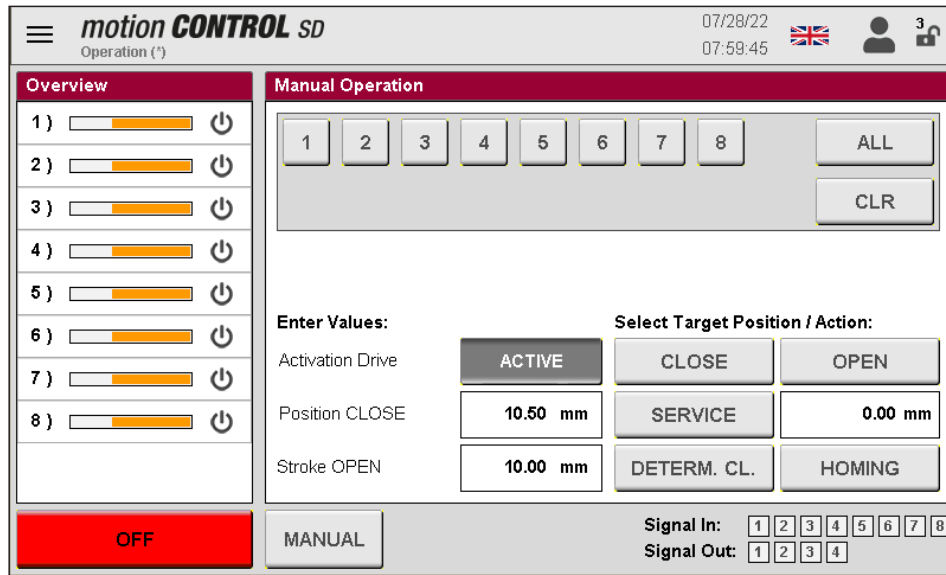 motion CONTROL SD
Operation (*)
07/28/22
07:59:45
3
Overview
1 )
2 )
3 )
4 )
5 )
6 )
7 )
8 )
Manual Operation
1 2 3 4 5 6 7 8 ALL
CLR
Enter Values:
Select Target Position / Action:
Activation Drive ACTIVE CLOSE OPEN
Position CLOSE 10.50 mm SERVICE 0.00 mm
Stroke OPEN 10.00 mm DETERM. CL. HOMING
OFF
MANUAL
Signal In: 1 2 3 4 5 6 7 8
Signal Out: 1 2 3 4